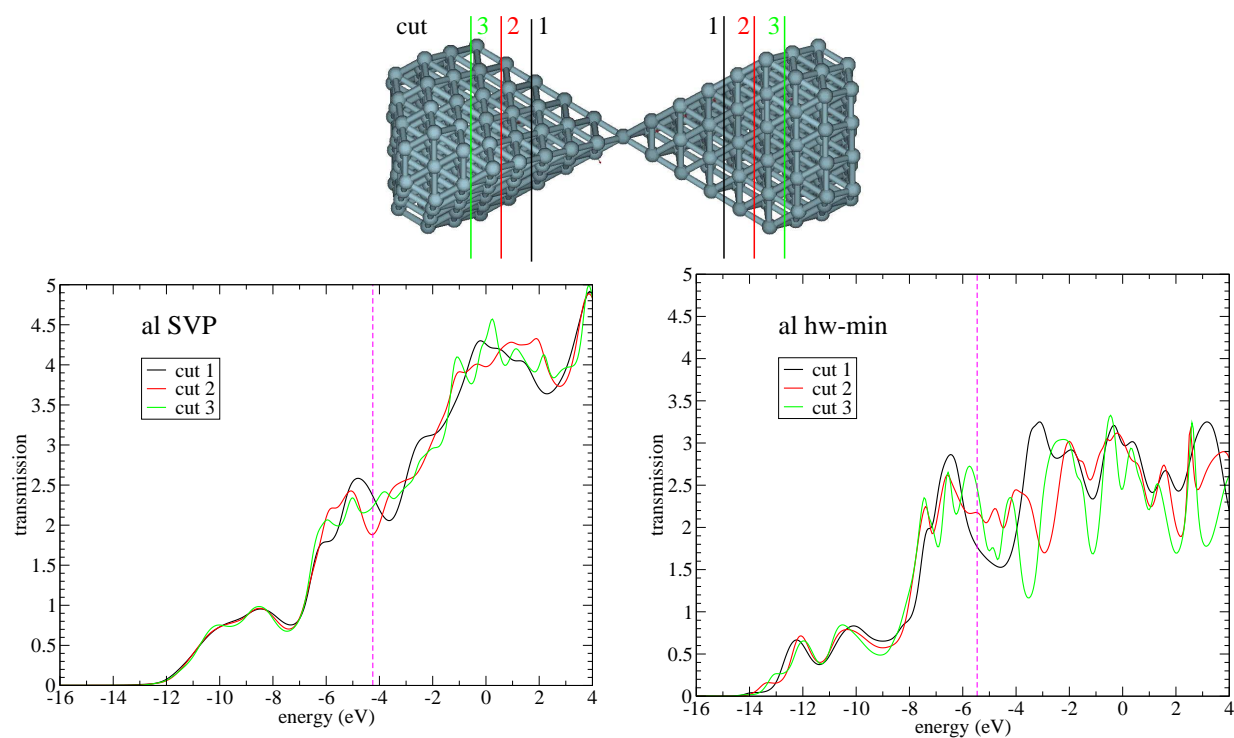 cut 3 2 1 1 2 3
al SVP
cut 1
cut 2
cut 3
transmission
5
4.5
4
3.5
3
2.5
2
1.5
1
0.5
0
-16 -14 -12 -10 -8 -6 -4 -2 0 2 4
energy (eV)
al hw-min
cut 1
cut 2
cut 3
transmission
5
4.5
4
3.5
3
2.5
2
1.5
1
0.5
0
-16 -14 -12 -10 -8 -6 -4 -2 0 2 4
energy (eV)